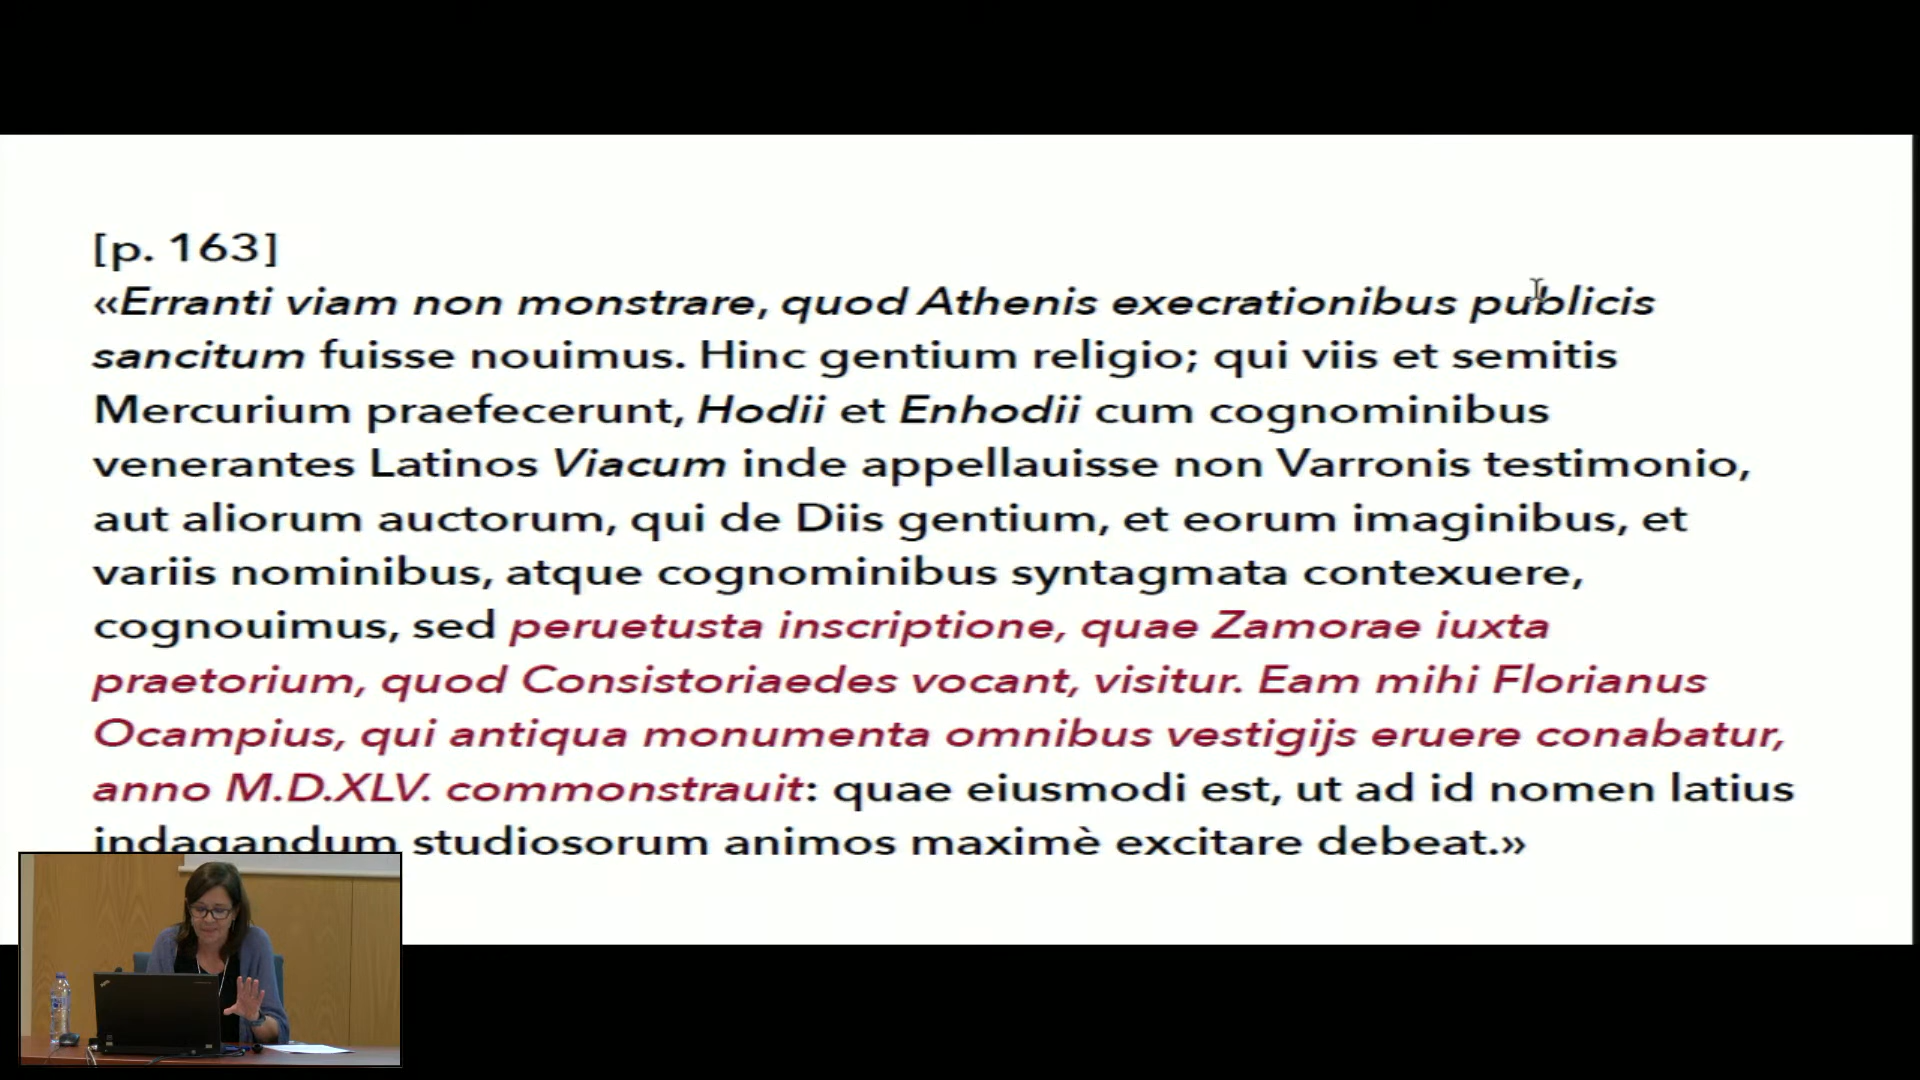 [p. 163]
«Erranti viam non monstrare, quod Athenis execrationibus publicis
sancitum fuisse nouimus. Hinc gentium religio; qui viis et semitis
Mercurium praefecerunt, Hodii et Enhodii cum cognominibus
venerantes Latinos Viacum inde appellauisse non Varronis testimonio,
aut aliorum auctorum, qui de Diis gentium, et eorum imaginibus, et
variis nominibus, atque cognominibus syntagmata contexuere,
cognouimus, sed peruetusta inscriptione, quae Zamorae iuxta
praetorium, quod Consistoriaedes vocant, visitur. Eam mihi Florianus
Ocampius, qui antiqua monumenta omnibus vestigijs eruere conabatur,
anno M.D.XLV. commonstrauit: quae eiusmodi est, ut ad id nomen latius
indagandum studiosorum animos maximè excitare debeat.»